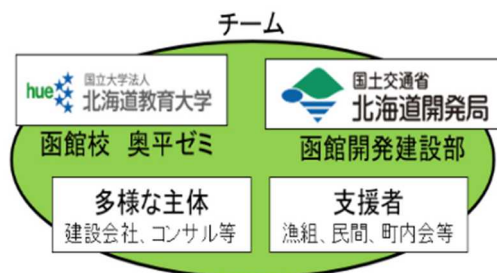 チーム
hue
国立大学法人
北海道教育大学
函館校 奥平ゼミ
国土交通省
北海道開発局
函館開発建設部
多様な主体
建設会社、コンサル等
支援者
漁組、民間、町内会等